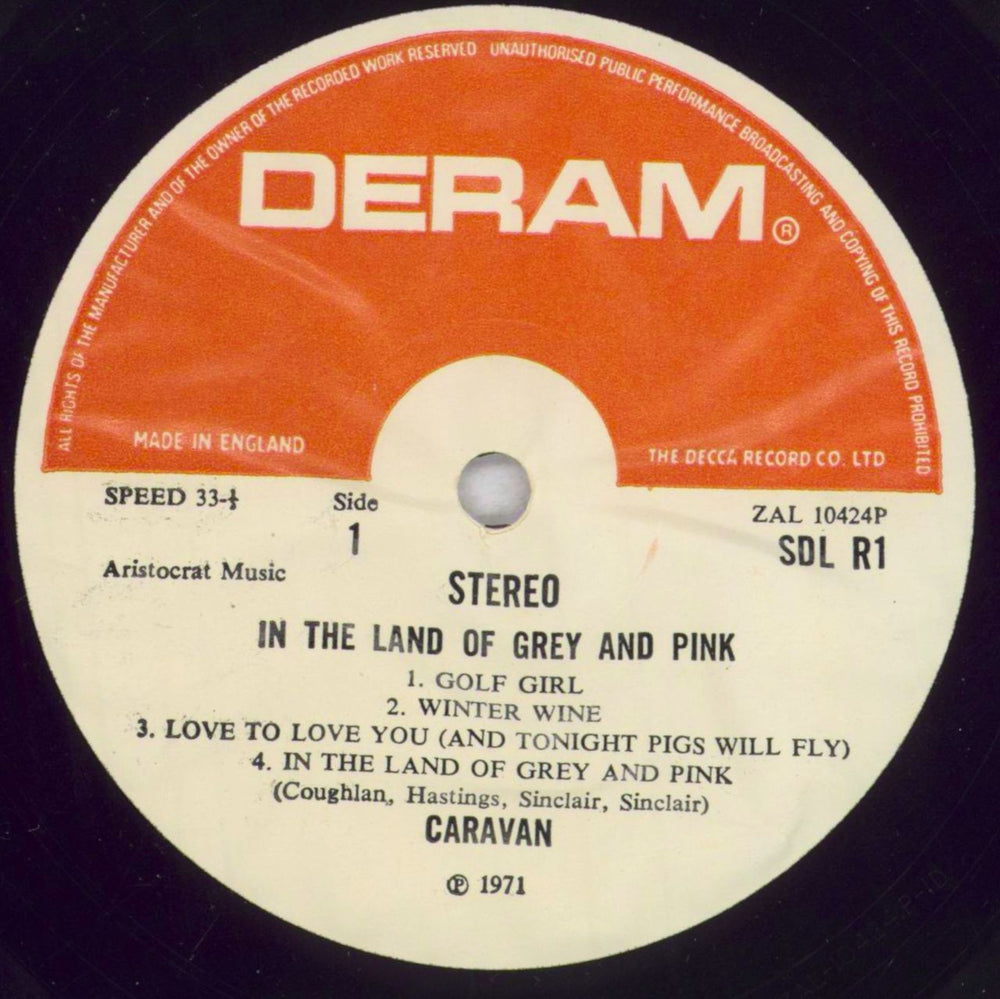 ALL RIGHTS OF THE MANUFACTURER AND OF THE OWNER OF THE RECORDED WORK RESERVED UNAUTHORISED PUBLIC PERFORMANCE BROADCASTING AND COPYING OF THIS RECORD PROHIBITED
DERAM®
MADE IN ENGLAND
THE DECCA RECORD CO. LTD
SPEED 33-⅓
Side
1
ZAL 10424P
SDL R1
Aristocrat Music
STEREO
IN THE LAND OF GREY AND PINK
1. GOLF GIRL
2. WINTER WINE
3. LOVE TO LOVE YOU (AND TONIGHT PIGS WILL FLY)
4. IN THE LAND OF GREY AND PINK
(Coughlan, Hastings, Sinclair, Sinclair)
CARAVAN
℗ 1971